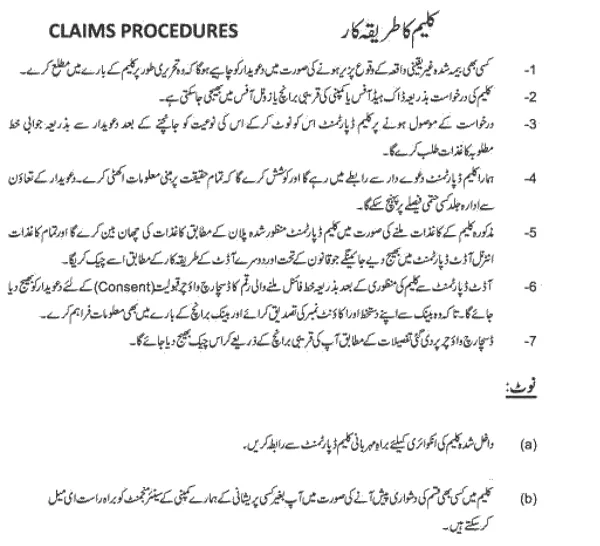 CLAIMS PROCEDURES کلیم کا طریقہ کار
1- کسی بھی بیمہ شدہ غیر یقینی واقعہ کے وقوع پزیر ہونے کی صورت میں دعویدار کو چاہیے ہوگا کہ وہ تحریری طور پر کلیم کے بارے میں مطلع کرے۔
2- کلیم کی درخواست بذریعہ ڈاک ہیڈ آفس یا کمپنی کی قریبی برانچ یا زونل آفس میں بھیجی جاسکتی ہے۔
3- درخواست کے موصول ہونے پر کلیم ڈپارٹمنٹ اس کو نوٹ کرکے اس کی نوعیت کو جانچنے کے بعد دعویدار سے بذریعہ جوابی خط
مطلوبہ کاغذات طلب کرے گا۔
4- ہمارا کلیم ڈپارٹمنٹ دعوے دار سے رابطے میں رہے گا اور کوشش کرے گا کہ تمام حقیقت پر مبنی معلومات اکھٹی کرے۔ دعویدار کے تعاون
سے ادارہ جلد کسی حتمی فیصلے پر پہنچ سکے گا۔
5- مذکورہ کلیم کے کاغذات ملنے کی صورت میں کلیم ڈپارٹمنٹ منظور شدہ پلان کے مطابق کاغذات کی چھان بین کرے گا اور تمام کاغذات
انٹرنل آڈٹ ڈپارٹمنٹ میں بھیج دیے جائینگے جو قانون کے تحت اور دوسرے آڈٹ کے طریقہ کار کے مطابق اسے چیک کریگا۔
6- آڈٹ ڈپارٹمنٹ سے کلیم کی منظوری کے بعد بذریعہ خط فائنل ملنے والی رقم کا ڈسچارج واؤچر قبولیت (Consent) کے لئے دعویدار کو بھیج دیا
جائے گا۔ تاکہ وہ بینک سے اپنے دستخط اور اکاؤنٹ نمبر کی تصدیق کرائے اور بینک برانچ کے بارے میں بھی معلومات فراہم کرے۔
7- ڈسچارج واؤچر پر دی گئی تفصیلات کے مطابق آپ کی قریبی برانچ کے ذریعے کراس چیک بھیج دیا جائے گا۔
نوٹ:
(a) داخل شدہ کلیم کی انکوائری کیلئے براہ مہربانی کلیم ڈپارٹمنٹ سے رابطہ کریں۔
(b) کلیم میں کسی بھی قسم کی دشواری پیش آنے کی صورت میں آپ بغیر کسی پریشانی کے ہمارے کمپنی کے سینئر منجمنٹ کو براہ راست ای میل
کر سکتے ہیں۔